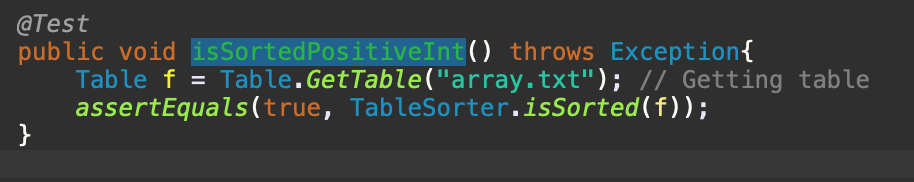 @Test
public void isSortedPositiveInt() throws Exception{
    Table f = Table.GetTable("array.txt"); // Getting table
    assertEquals(true, TableSorter.isSorted(f));
}